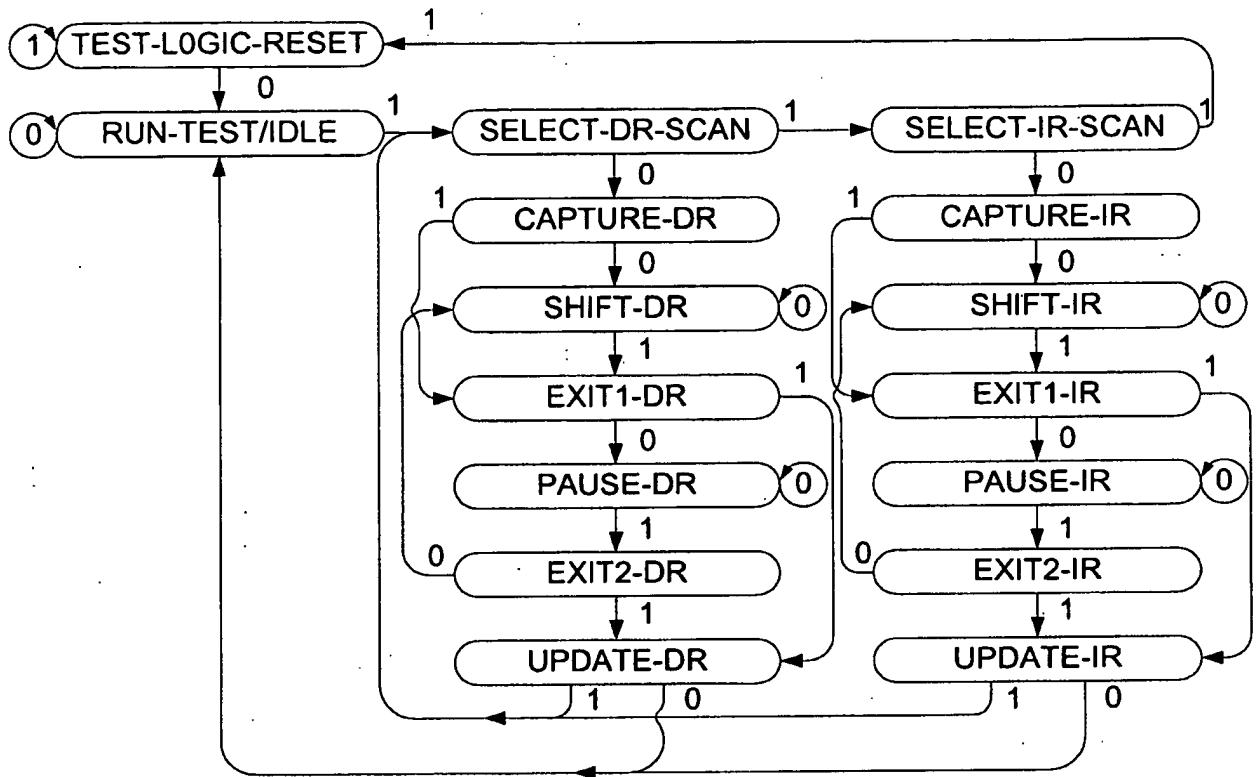 1
1 TEST-L0GIC-RESET
0
0 RUN-TEST/IDLE 1 SELECT-DR-SCAN 1 SELECT-IR-SCAN 1
0 0
1 CAPTURE-DR 1 CAPTURE-IR
0 0
SHIFT-DR 0 SHIFT-IR 0
1 1
EXIT1-DR 1 EXIT1-IR 1
0 0
PAUSE-DR 0 PAUSE-IR 0
1 1
0 EXIT2-DR 0 EXIT2-IR
1 1
UPDATE-DR UPDATE-IR
1 0 1 0